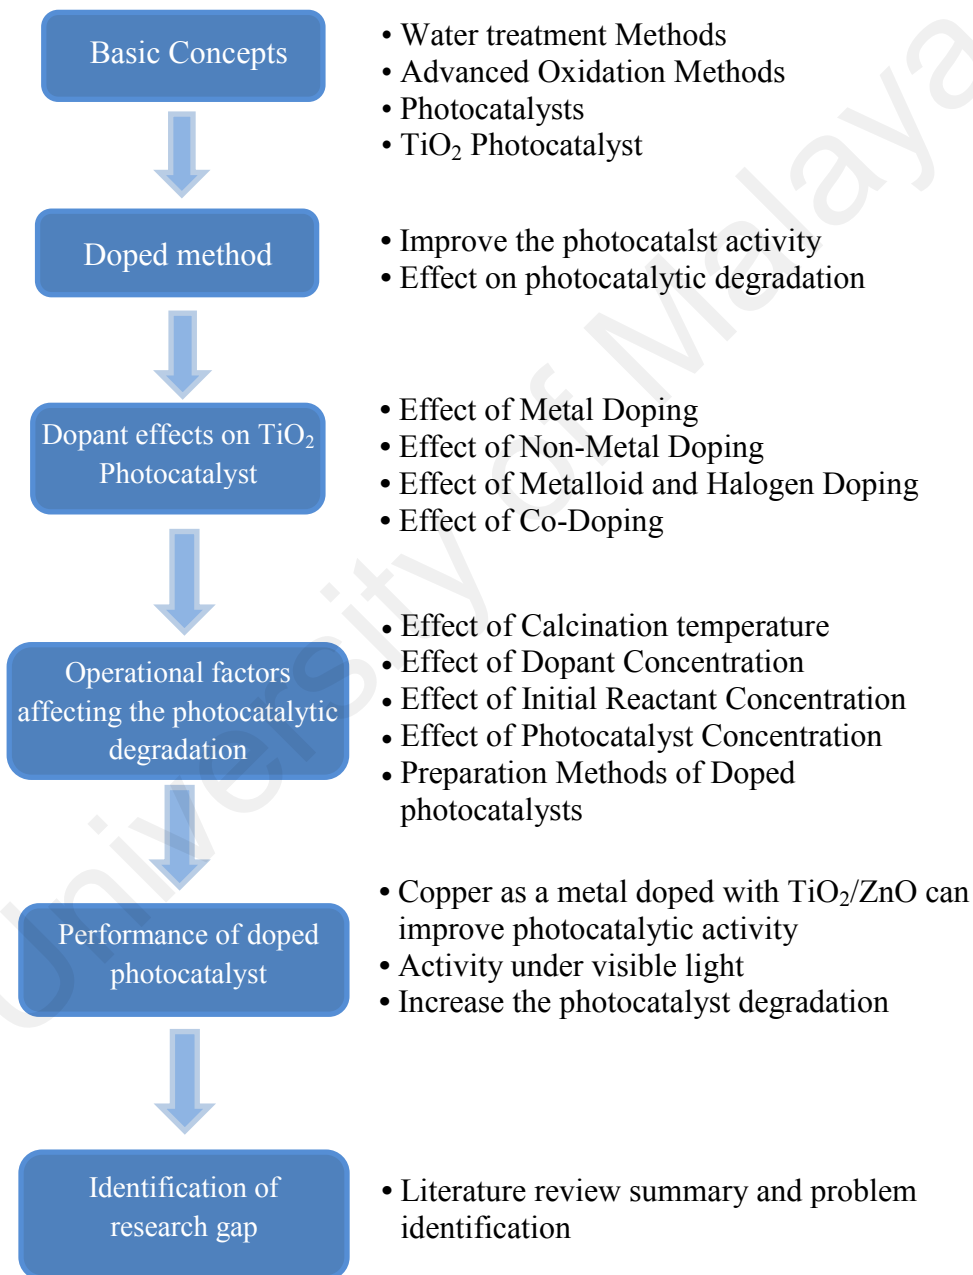 Basic Concepts
• Water treatment Methods
• Advanced Oxidation Methods
• Photocatalysts
• TiO₂ Photocatalyst
Doped method
• Improve the photocatalst activity
• Effect on photocatalytic degradation
Dopant effects on TiO₂
Photocatalyst
• Effect of Metal Doping
• Effect of Non-Metal Doping
• Effect of Metalloid and Halogen Doping
• Effect of Co-Doping
Operational factors
affecting the photocatalytic
degradation
• Effect of Calcination temperature
• Effect of Dopant Concentration
• Effect of Initial Reactant Concentration
• Effect of Photocatalyst Concentration
• Preparation Methods of Doped
photocatalysts
Performance of doped
photocatalyst
• Copper as a metal doped with TiO₂/ZnO can
improve photocatalytic activity
• Activity under visible light
• Increase the photocatalyst degradation
Identification of
research gap
• Literature review summary and problem
identification
University of Malaya